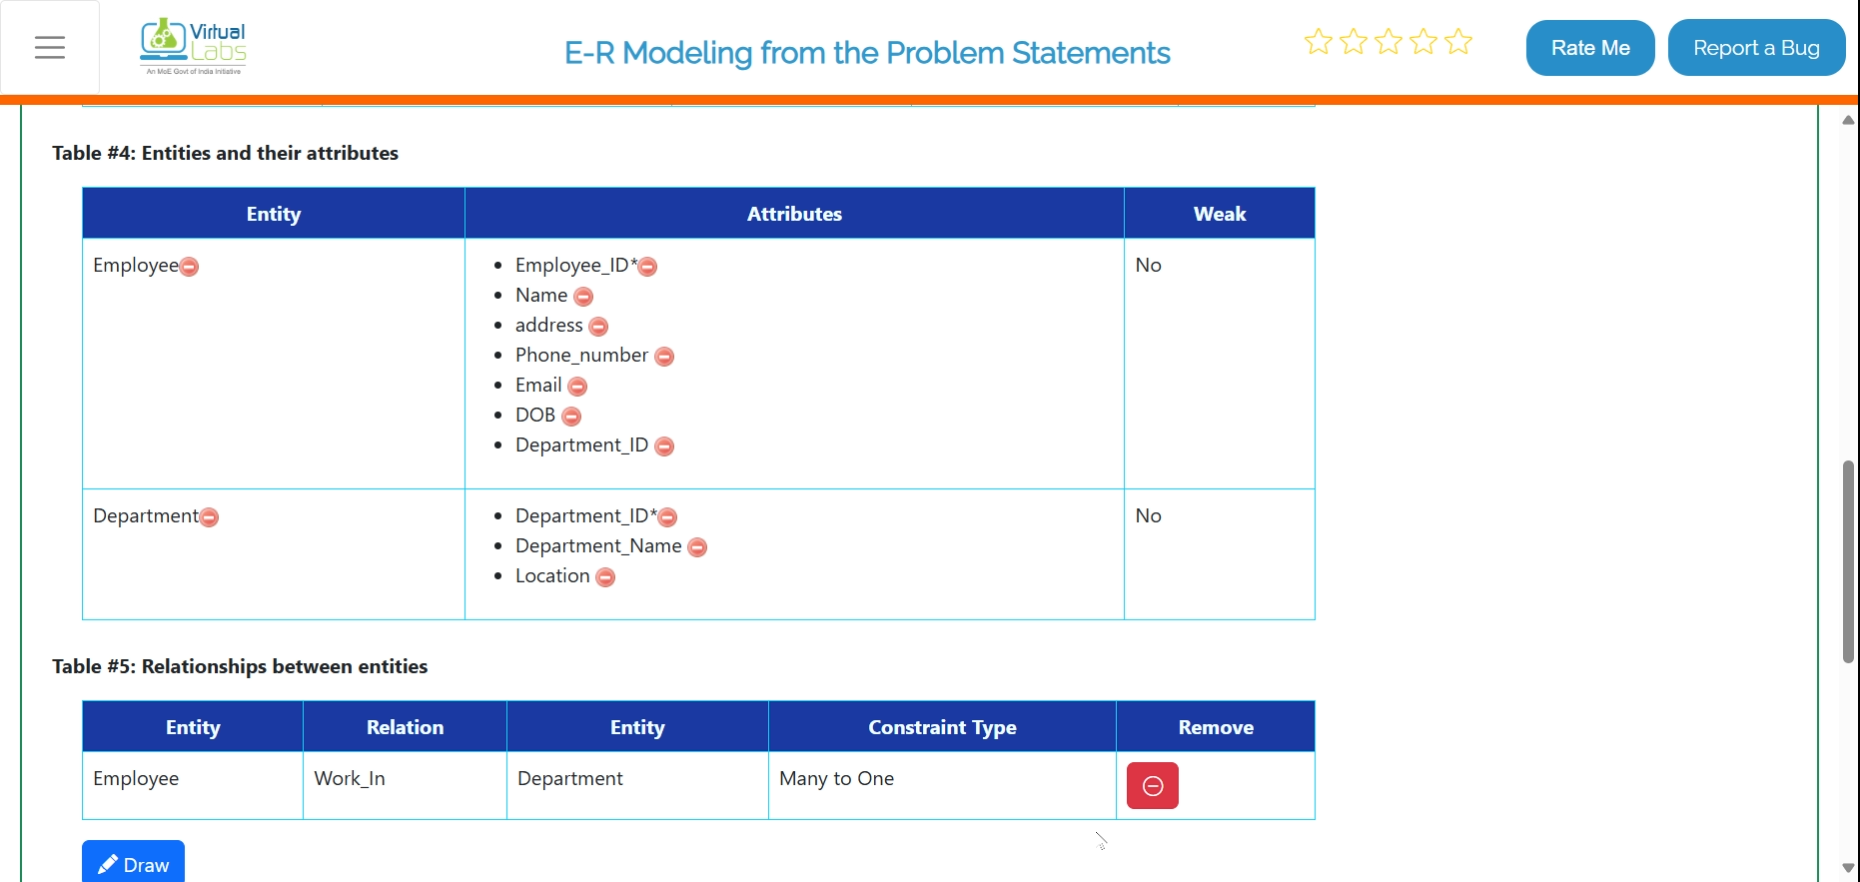 Virtual
Labs
An MoE Govt of India Initiative
E-R Modeling from the Problem Statements
Rate Me
Report a Bug
Table #4: Entities and their attributes
Entity Attributes Weak
Employee Employee_ID* No
Name
address
Phone_number
Email
DOB
Department_ID
Department Department_ID* No
Department_Name
Location
Table #5: Relationships between entities
Entity Relation Entity Constraint Type Remove
Employee Work_In Department Many to One
Draw